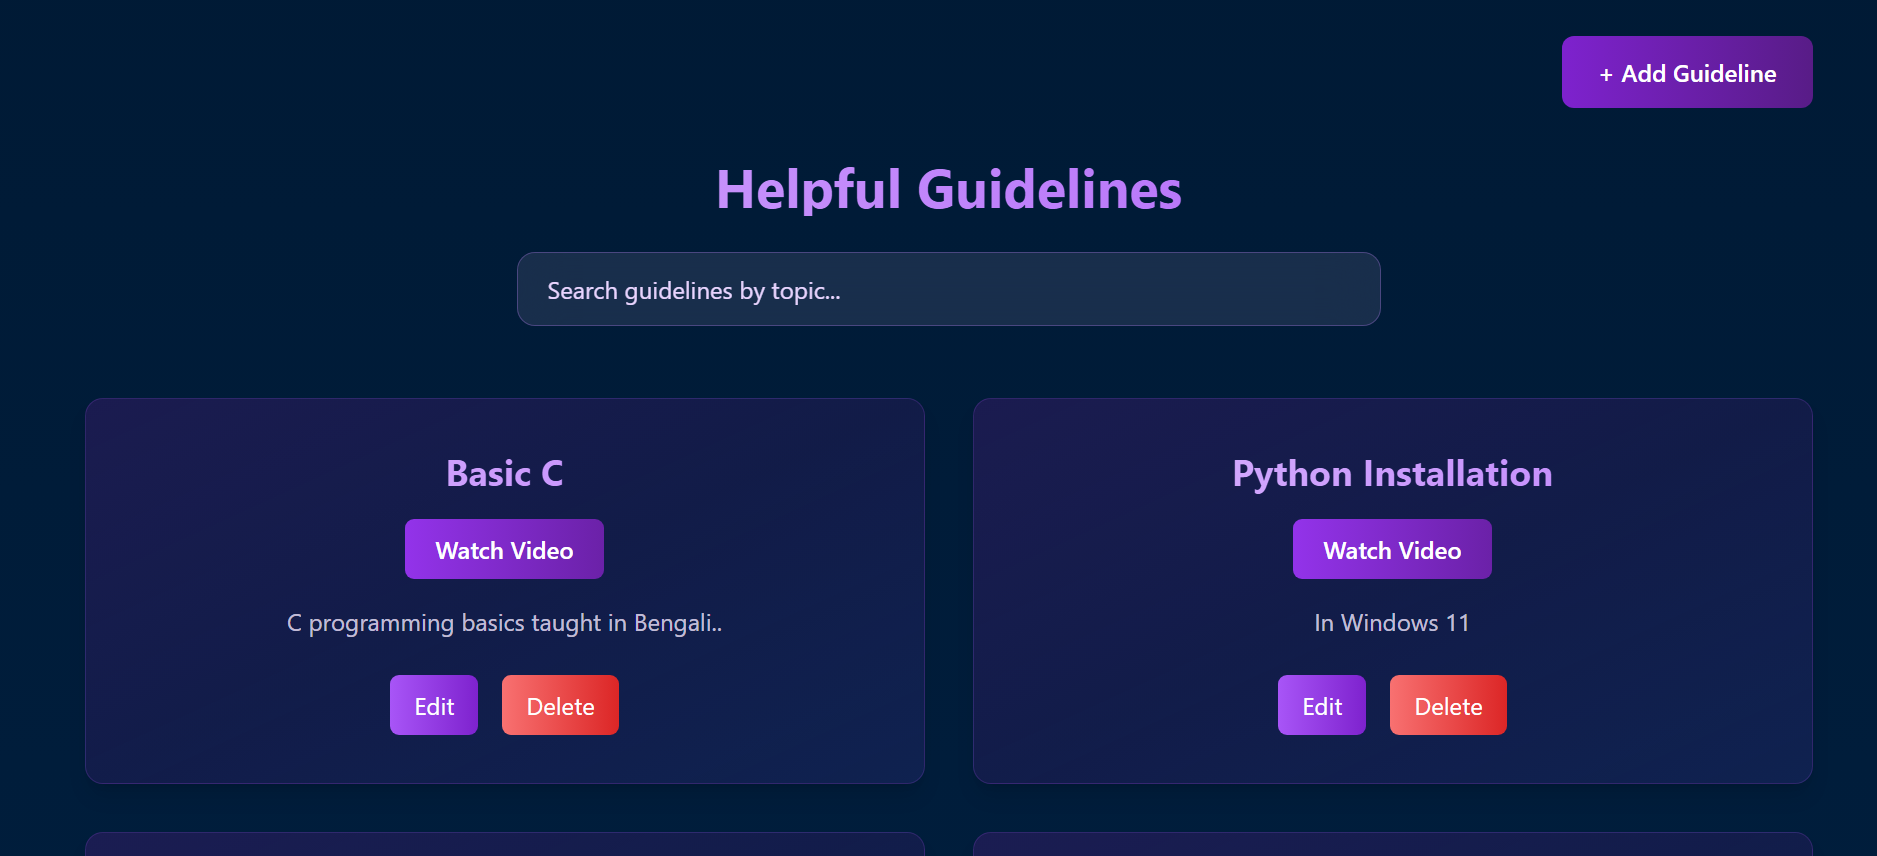 + Add Guideline
Helpful Guidelines
Search guidelines by topic...
Basic C
Watch Video
C programming basics taught in Bengali..
Edit Delete
Python Installation
Watch Video
In Windows 11
Edit Delete